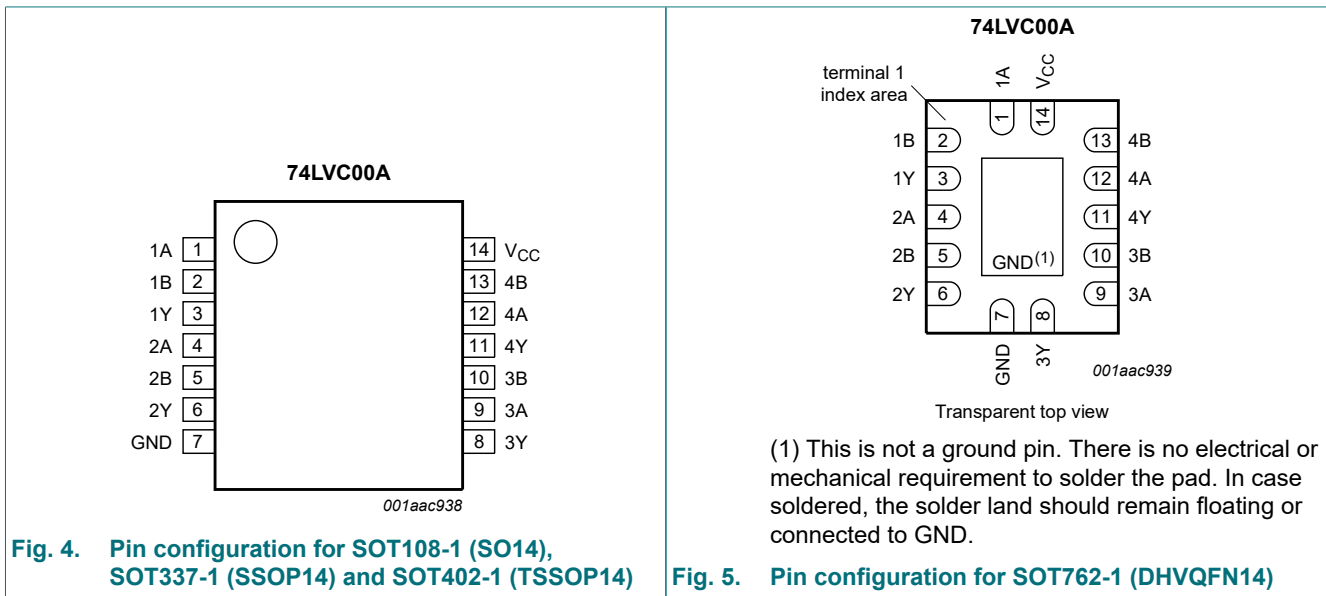 74LVC00A
1A 1 14 VCC
1B 2 13 4B
1Y 3 12 4A
2A 4 11 4Y
2B 5 10 3B
2Y 6 9 3A
GND 7 8 3Y
001aac938
Fig. 4. Pin configuration for SOT108-1 (SO14),
SOT337-1 (SSOP14) and SOT402-1 (TSSOP14)
74LVC00A
terminal 1
index area
1A VCC
1 14
1B 2 13 4B
1Y 3 12 4A
2A 4 11 4Y
2B 5 10 3B
GND(1)
2Y 6 9 3A
7 8
GND 3Y
001aac939
Transparent top view
(1) This is not a ground pin. There is no electrical or
mechanical requirement to solder the pad. In case
soldered, the solder land should remain floating or
connected to GND.
Fig. 5. Pin configuration for SOT762-1 (DHVQFN14)